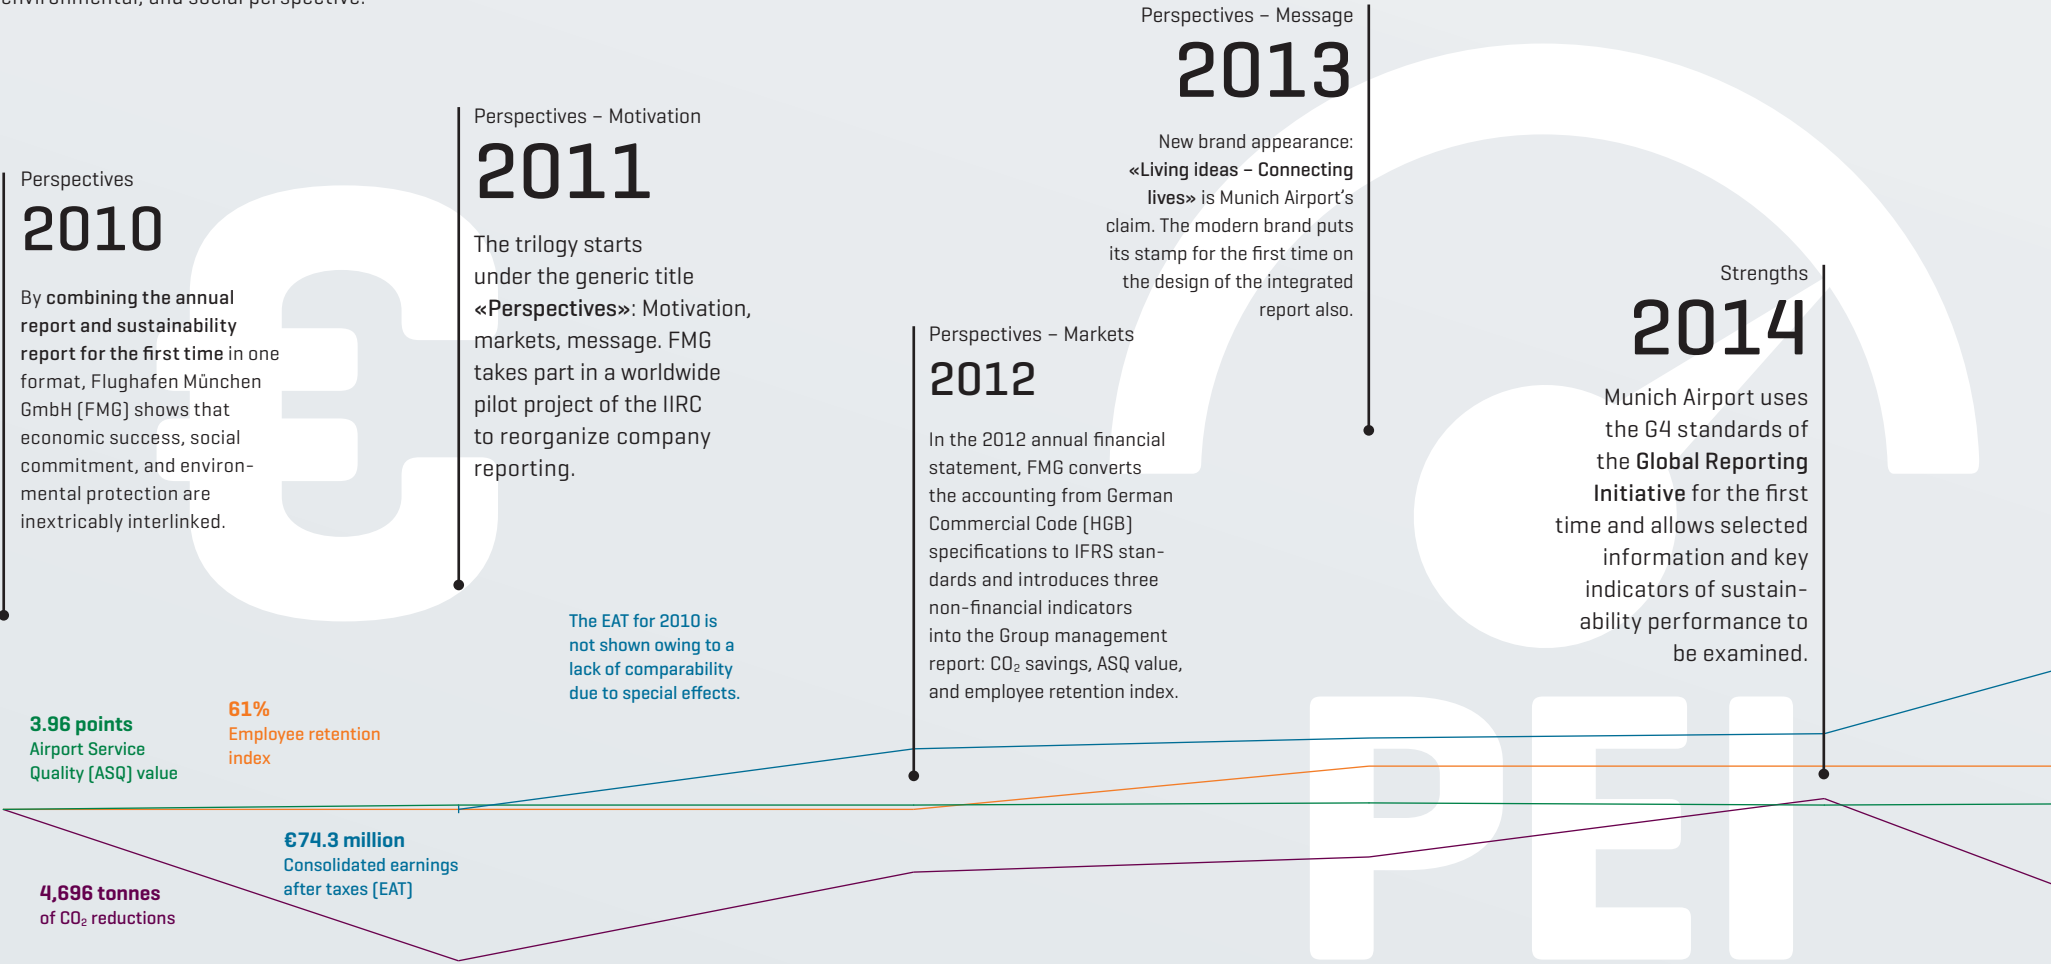 environmental, and social perspective.
Perspectives
2010
By combining the annual
report and sustainability
report for the first time in one
format, Flughafen München
GmbH (FMG) shows that
economic success, social
commitment, and environ-
mental protection are
inextricably interlinked.
Perspectives – Motivation
2011
The trilogy starts
under the generic title
«Perspectives»: Motivation,
markets, message. FMG
takes part in a worldwide
pilot project of the IIRC
to reorganize company
reporting.
Perspectives – Markets
2012
In the 2012 annual financial
statement, FMG converts
the accounting from German
Commercial Code (HGB)
specifications to IFRS stan-
dards and introduces three
non-financial indicators
into the Group management
report: CO₂ savings, ASQ value,
and employee retention index.
Perspectives – Message
2013
New brand appearance:
«Living ideas – Connecting
lives» is Munich Airport’s
claim. The modern brand puts
its stamp for the first time on
the design of the integrated
report also.
Strengths
2014
Munich Airport uses
the G4 standards of
the Global Reporting
Initiative for the first
time and allows selected
information and key
indicators of sustain-
ability performance to
be examined.
The EAT for 2010 is
not shown owing to a
lack of comparability
due to special effects.
3.96 points
Airport Service
Quality (ASQ) value
61%
Employee retention
index
€74.3 million
Consolidated earnings
after taxes (EAT)
4,696 tonnes
of CO₂ reductions
€
PEI